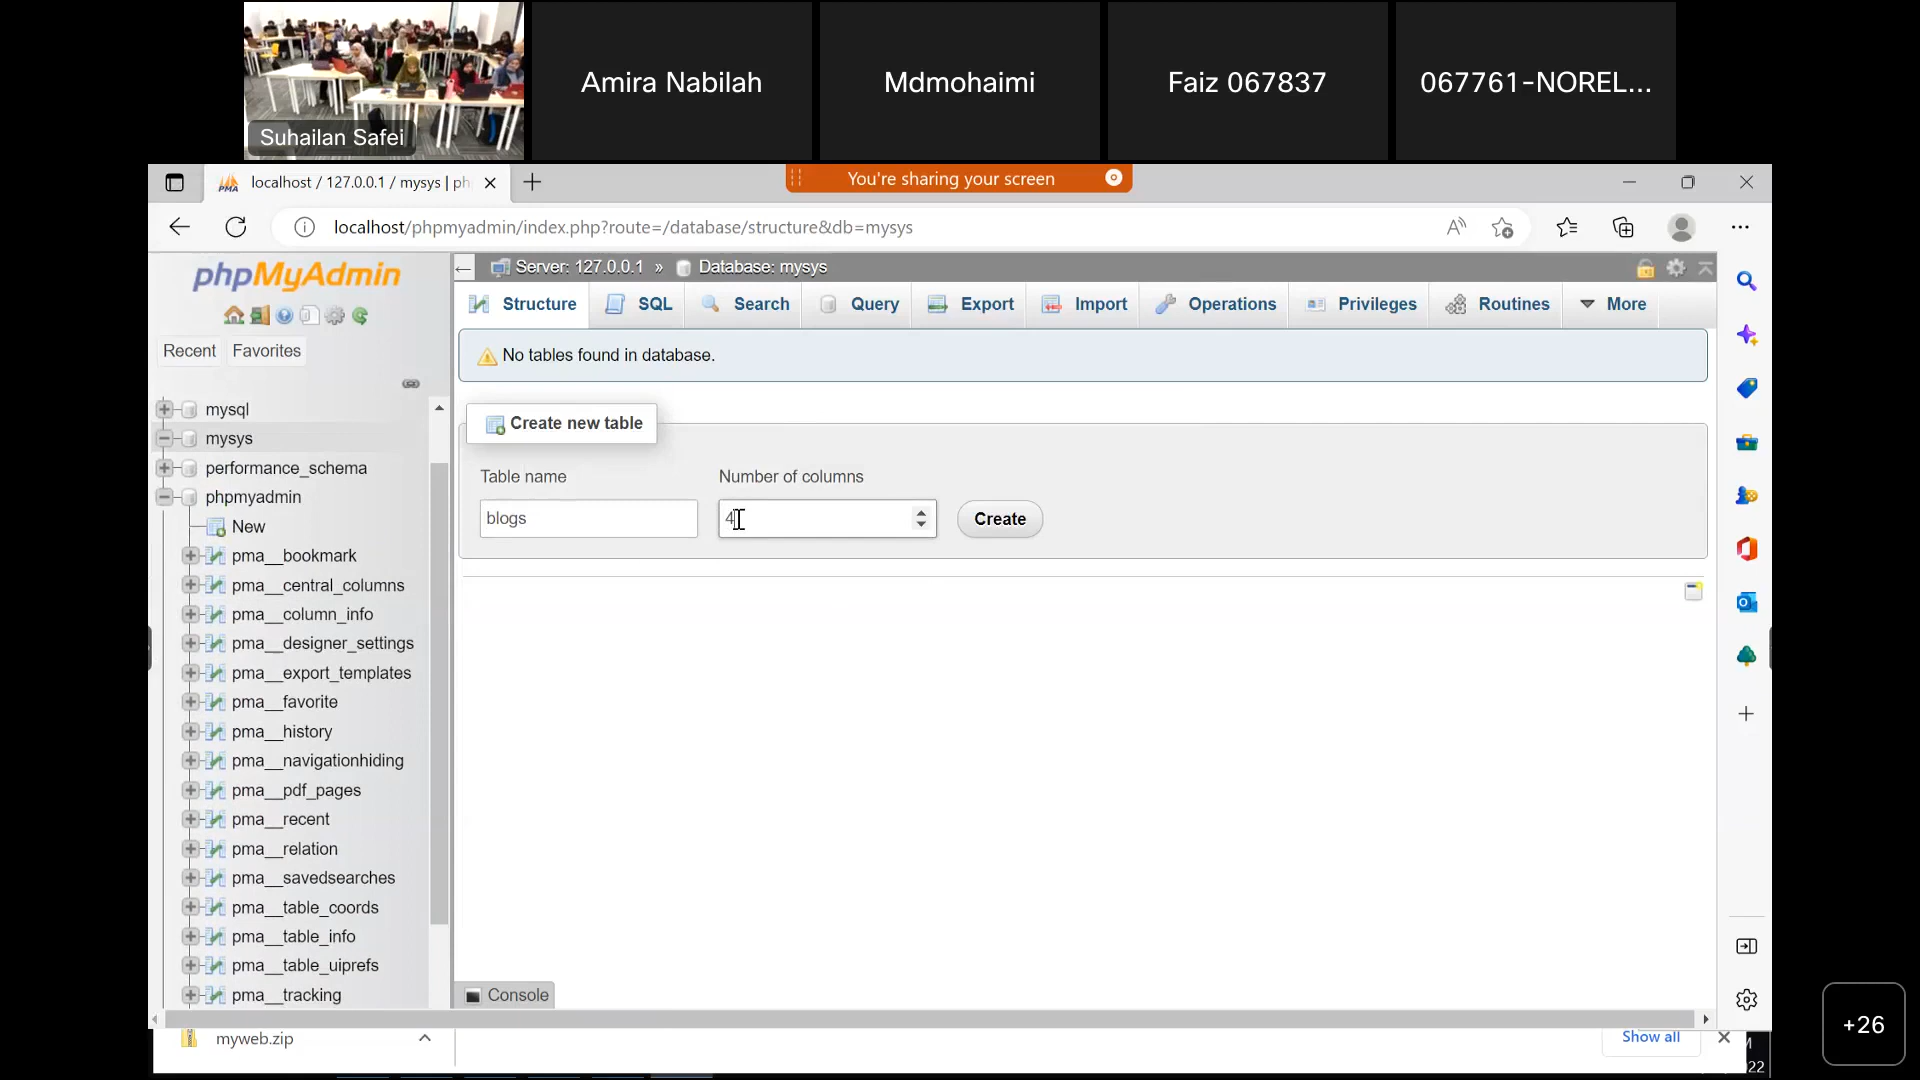 Suhailan Safei
Amira Nabilah
Mdmohaimi
Faiz 067837
067761-NOREL...
localhost / 127.0.0.1 / mysys | ph
You're sharing your screen
localhost/phpmyadmin/index.php?route=/database/structure&db=mysys
phpMyAdmin
Server: 127.0.0.1 » Database: mysys
Structure SQL Search Query Export Import Operations Privileges Routines More
Recent Favorites
No tables found in database.
mysql
mysys
performance_schema
phpmyadmin
New
pma__bookmark
pma__central_columns
pma__column_info
pma__designer_settings
pma__export_templates
pma__favorite
pma__history
pma__navigationhiding
pma__pdf_pages
pma__recent
pma__relation
pma__savedsearches
pma__table_coords
pma__table_info
pma__table_uiprefs
pma__tracking
Create new table
Table name Number of columns
blogs 4 Create
Console
myweb.zip
Show all
+26